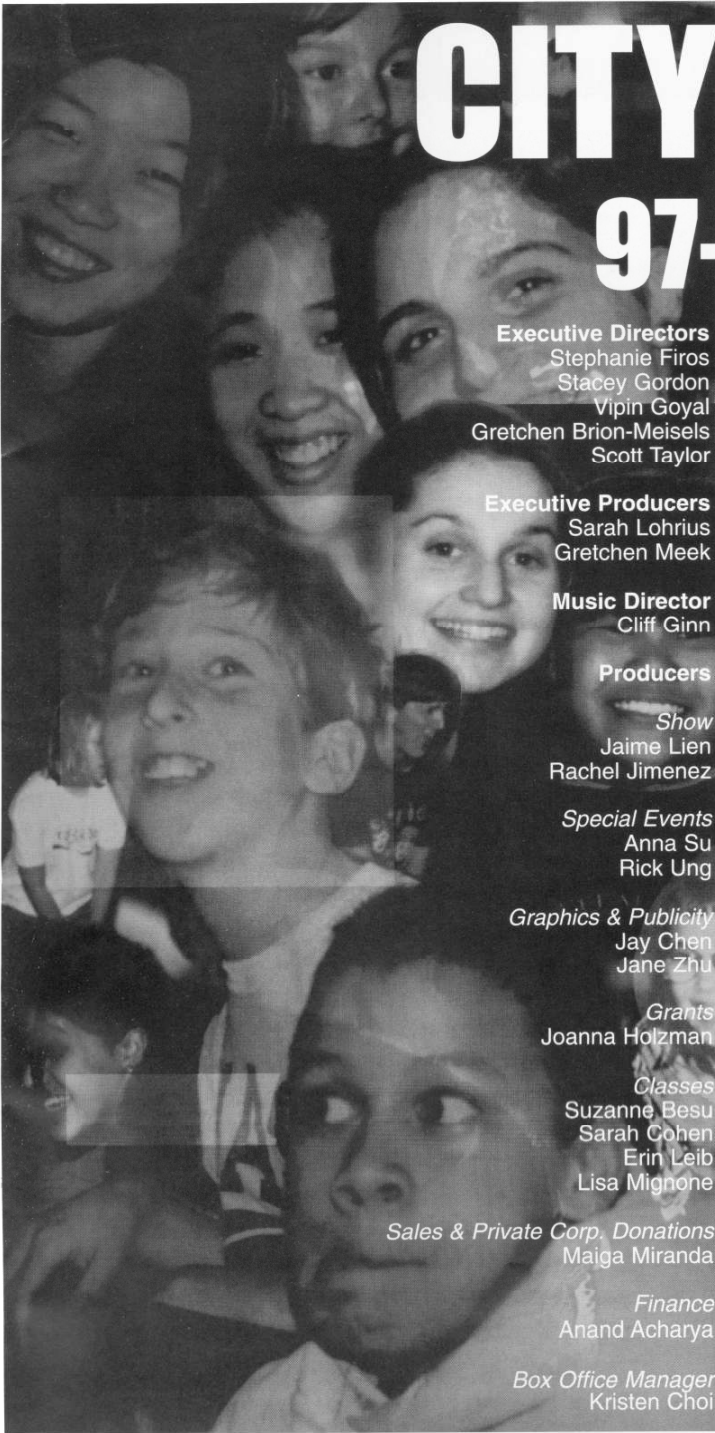 CITY
97-
Executive Directors
Stephanie Firos
Stacey Gordon
Vipin Goyal
Gretchen Brion-Meisels
Scott Taylor
Executive Producers
Sarah Lohrius
Gretchen Meek
Music Director
Cliff Ginn
Producers
Show
Jaime Lien
Rachel Jimenez
Special Events
Anna Su
Rick Ung
Graphics & Publicity
Jay Chen
Jane Zhu
Grants
Joanna Holzman
Classes
Suzanne Besu
Sarah Cohen
Erin Leib
Lisa Mignone
Sales & Private Corp. Donations
Maiga Miranda
Finance
Anand Acharya
Box Office Manager
Kristen Choi